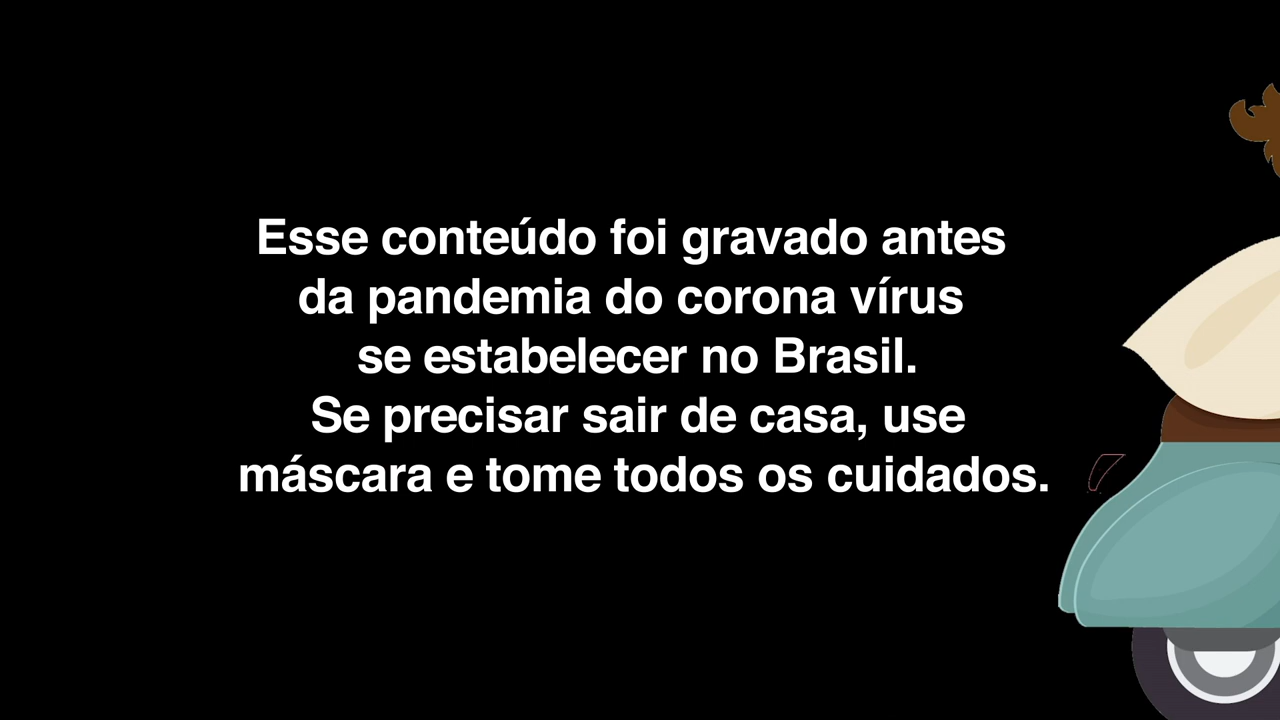 Esse conteúdo foi gravado antes
da pandemia do corona vírus
se estabelecer no Brasil.
Se precisar sair de casa, use
máscara e tome todos os cuidados.